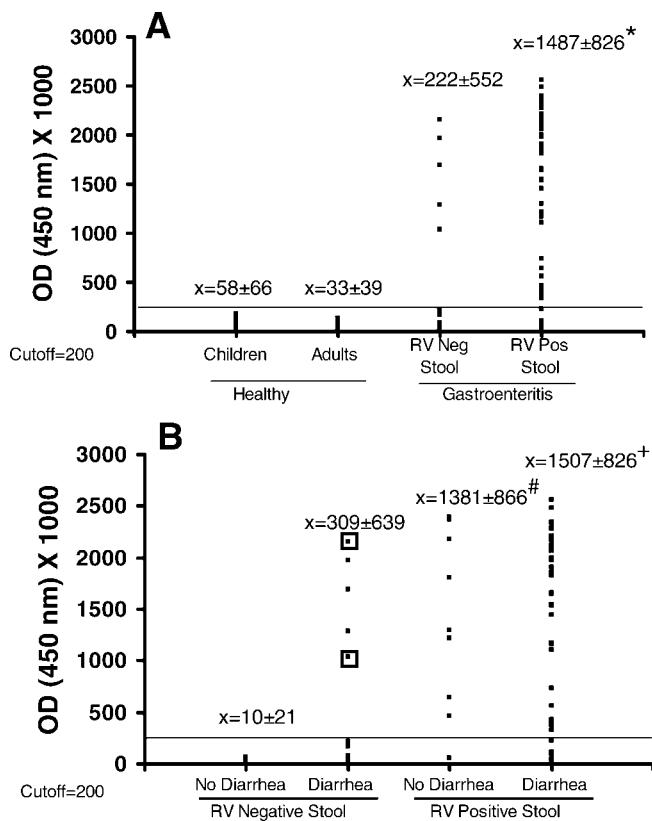 A
x=1487±826*
3000
x=222±552
2500
2000
1500
1000
500
x=58±66
x=33±39
0
OD (450 nm) X 1000
Cutoff=200
Children
Adults
RV Neg
Stool
RV Pos
Stool
Healthy
Gastroenteritis
B
x=1507±826+
3000
x=1381±866#
2500
x=309±639
2000
1500
1000
500
x=10±21
0
OD (450 nm) X 1000
Cutoff=200
No Diarrhea
Diarrhea
No Diarrhea
Diarrhea
RV Negative Stool
RV Positive Stool